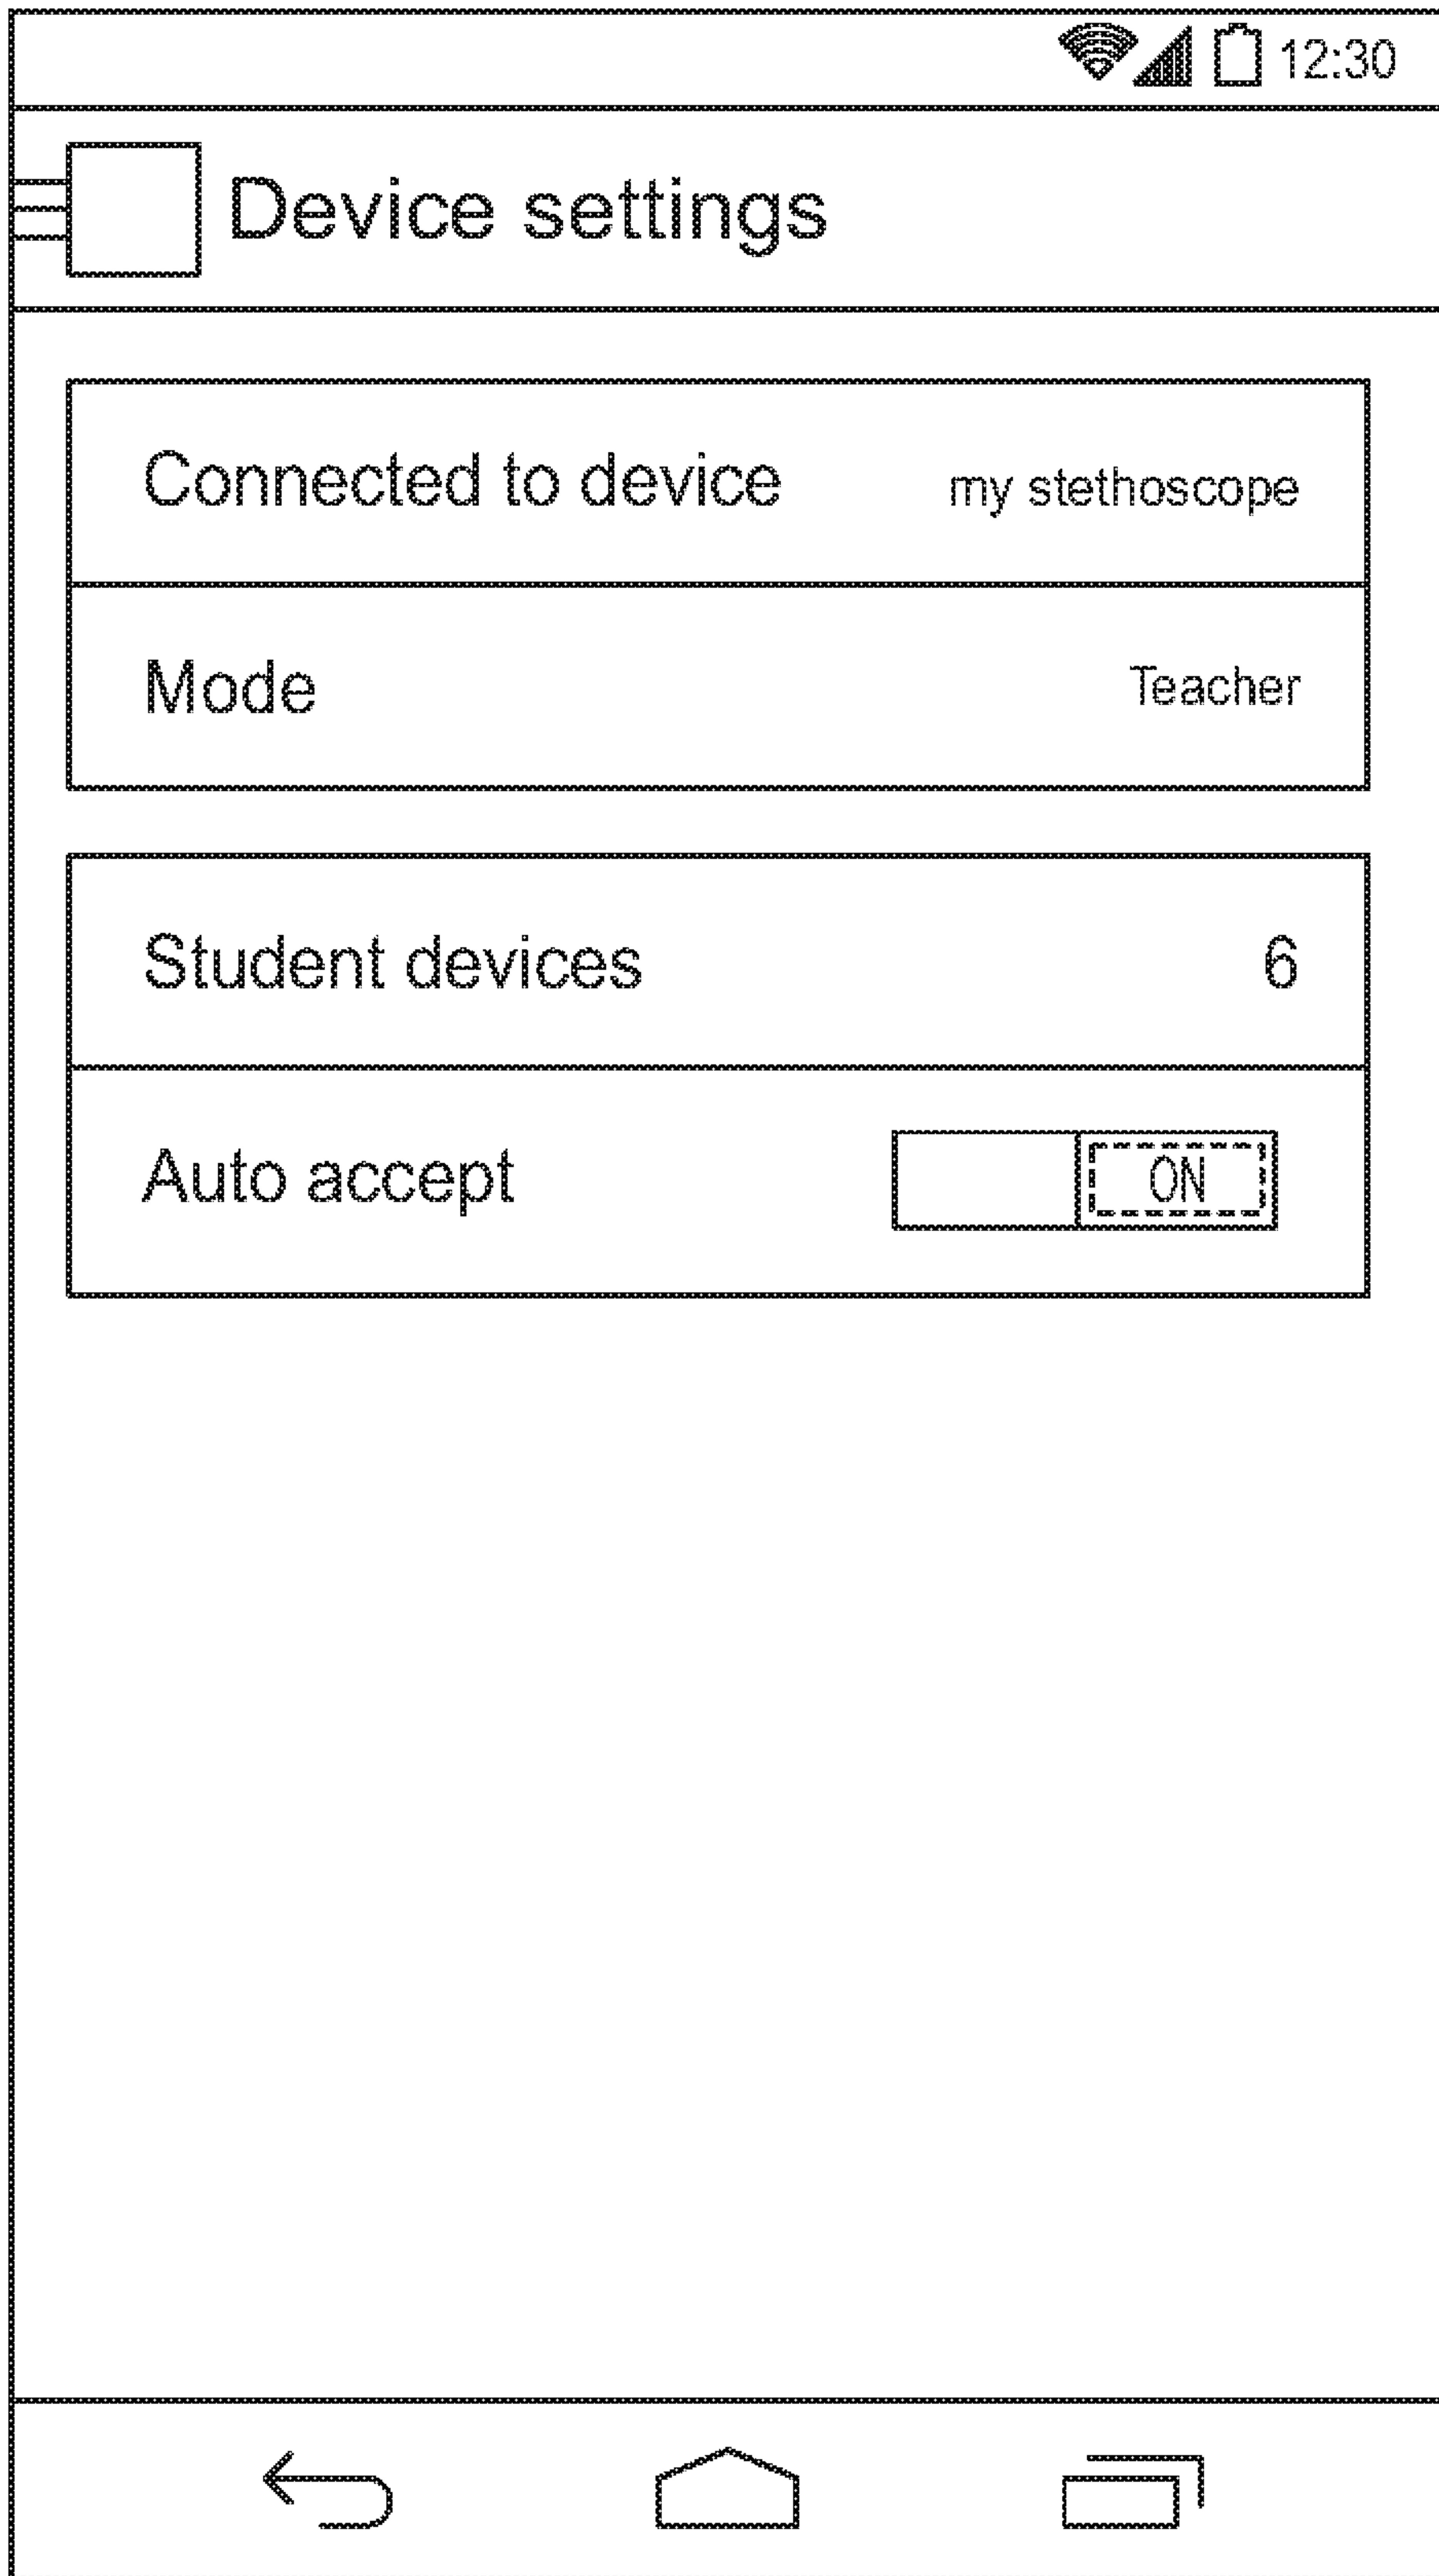 12:30
Device settings
Connected to device my stethoscope
Mode Teacher
Student devices 6
Auto accept ON